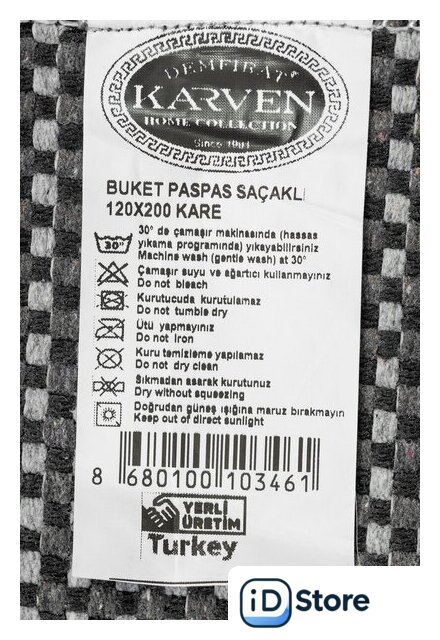 DEMFIRAT
KARVEN
HOME COLLECTION
Since 1981
BUKET PASPAS SAÇAKLI
120X200 KARE
30° de çamaşır makinasında (hassas
yıkama programında) yıkayabilirsiniz
Machine wash (gentle wash) at 30°
30°
Çamaşır suyu ve ağartıcı kullanmayınız
Do not bleach
Kurutucuda kurutulamaz
Do not tumble dry
Ütü yapmayınız
Do not iron
Kuru temizleme yapılamaz
Do not dry clean
Sıkmadan asarak kurutunuz
Dry without squeezing
Doğrudan güneş ışığına maruz bırakmayın
Keep out of direct sunlight
8 680100 103461
YERLİ
ÜRETİM
Turkey
iD Store